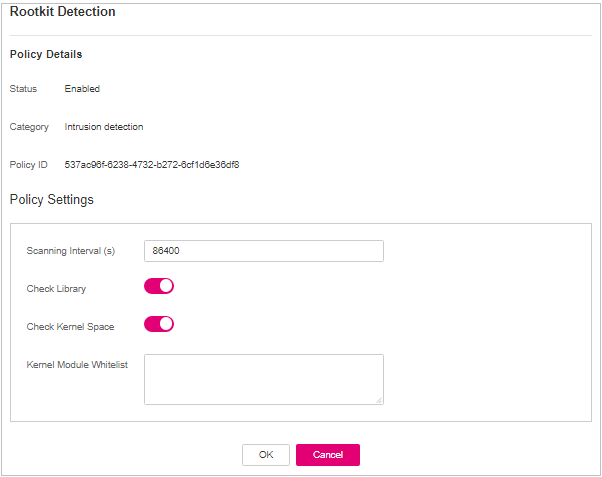 Rootkit Detection
Policy Details
Status Enabled
Category Intrusion detection
Policy ID 537ac96f-6238-4732-b272-6cf1d6e36df8
Policy Settings
Scanning Interval (s) 86400
Check Library
Check Kernel Space
Kernel Module Whitelist
OK Cancel